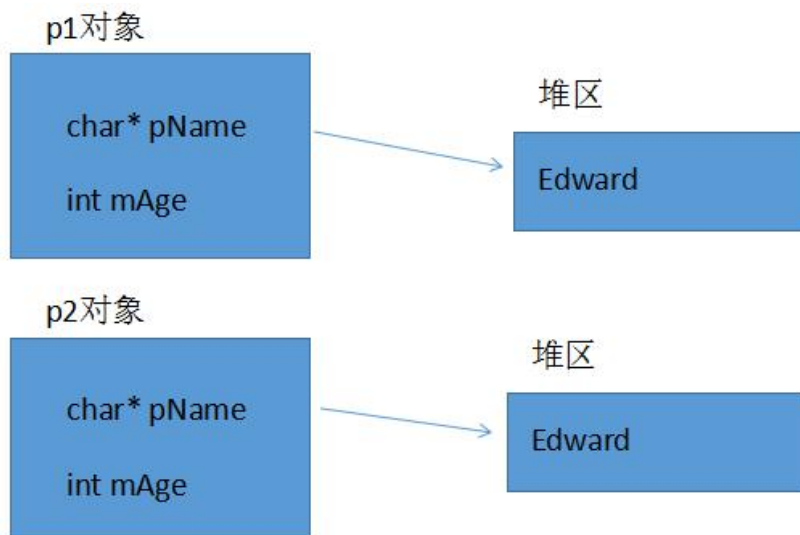 p1对象
char* pName
int mAge
堆区
Edward
p2对象
char* pName
int mAge
堆区
Edward